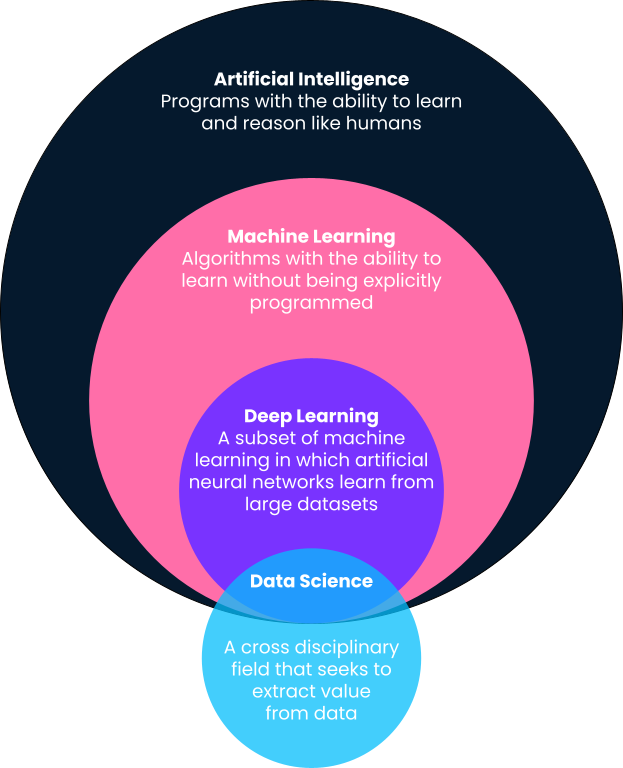 Artificial Intelligence
Programs with the ability to learn
and reason like humans
Machine Learning
Algorithms with the ability to
learn without being explicitly
programmed
Deep Learning
A subset of machine
learning in which artificial
neural networks learn from
large datasets
Data Science
A cross disciplinary
field that seeks to
extract value
from data